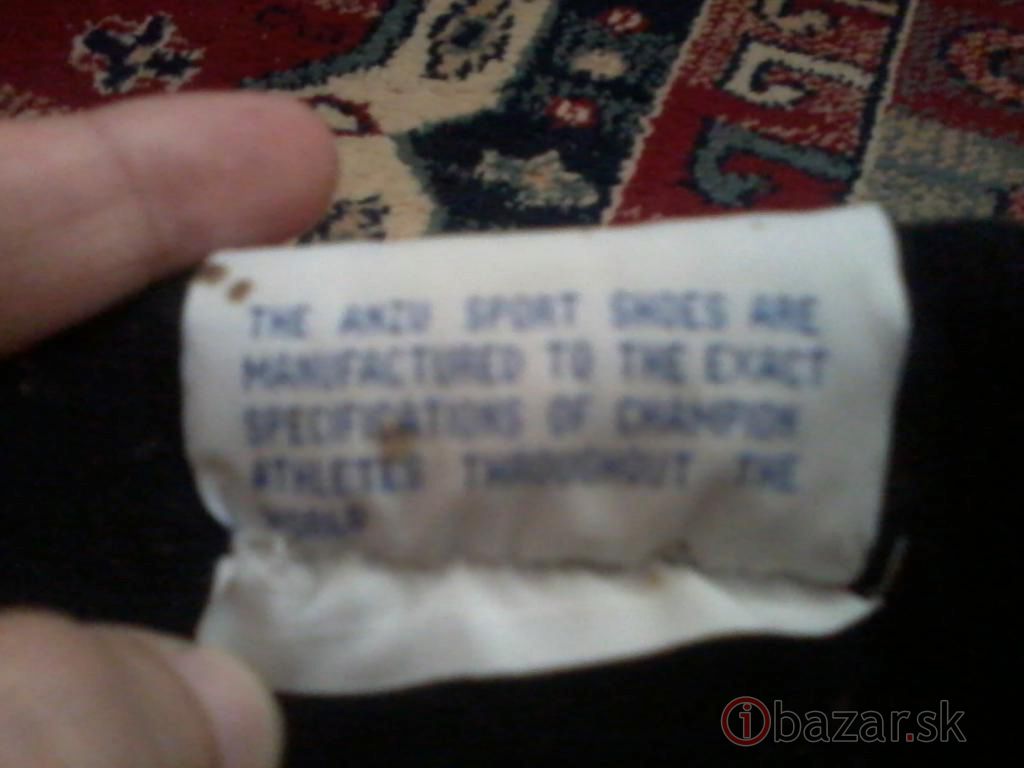 THE ANZU SPORT SHOES ARE
MANUFACTURED TO THE EXACT
SPECIFICATIONS OF CHAMPION
ATHLETES THROUGHOUT THE
WORLD
ibazar.sk